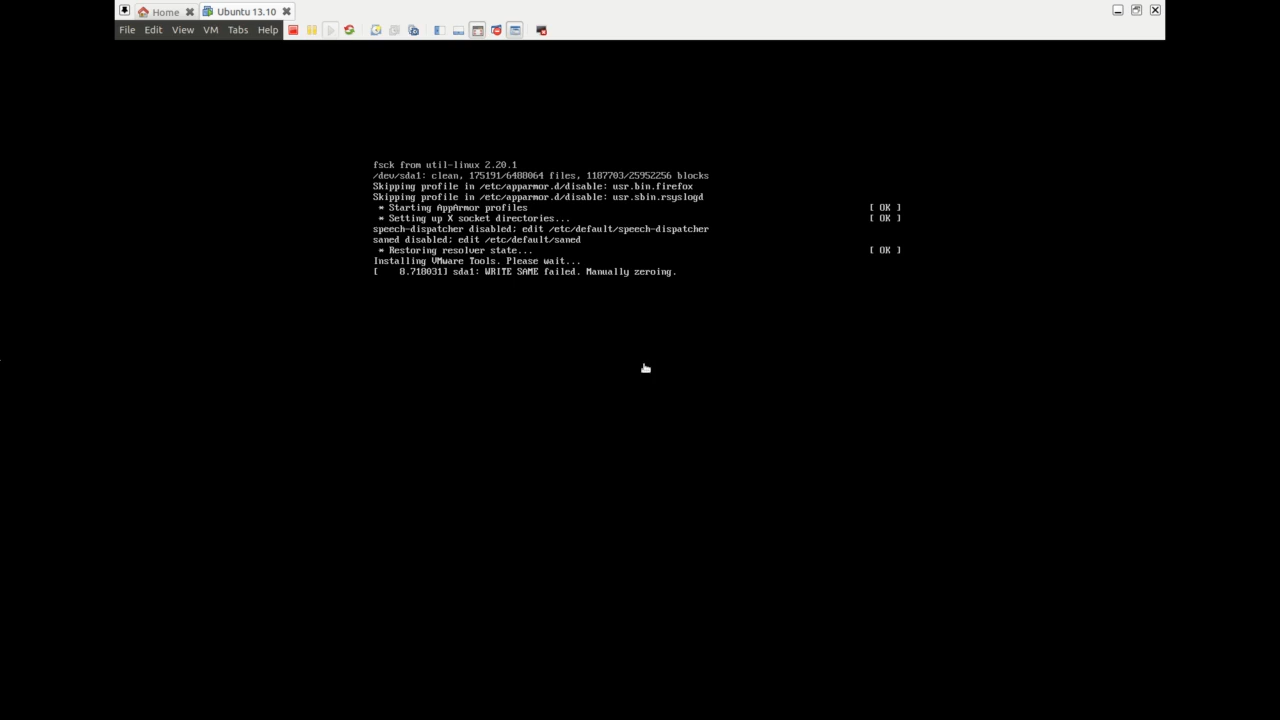 Home
Ubuntu 13.10
File Edit View VM Tabs Help
fsck from util-linux 2.20.1
/dev/sda1: clean, 175191/6488064 files, 1187703/25952256 blocks
Skipping profile in /etc/apparmor.d/disable: usr.bin.firefox
Skipping profile in /etc/apparmor.d/disable: usr.sbin.rsyslogd
* Starting AppArmor profiles [ OK ]
* Setting up X socket directories... [ OK ]
speech-dispatcher disabled; edit /etc/default/speech-dispatcher
saned disabled; edit /etc/default/saned
* Restoring resolver state... [ OK ]
Installing VMware Tools. Please wait...
[ 8.718031] sda1: WRITE SAME failed. Manually zeroing.